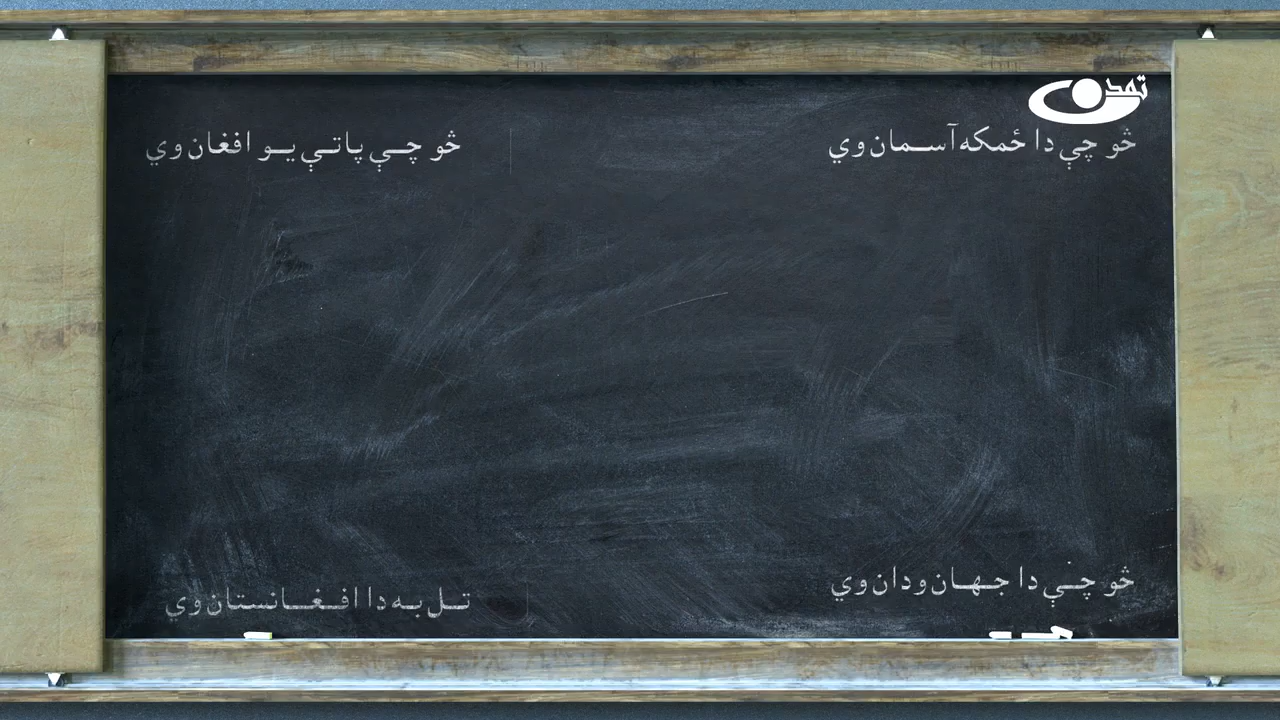 تمدن
څو چې دا ځمکه آسمان وي
څو چې دا جهان ودان وي
څو چې پاتې يو افغان وي
تل به دا افغانستان وي